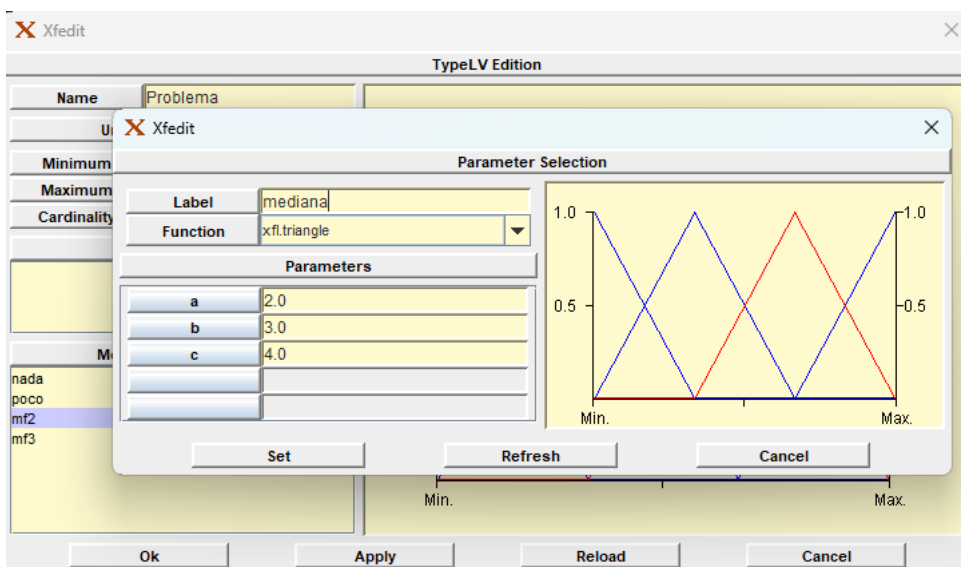 Xfedit
TypeLV Edition
Name Problema
Minimum
Maximum
Cardinality
nada
poco
mf2
mf3
Xfedit
Parameter Selection
Label mediana
Function xfl.triangle
Parameters
a 2.0
b 3.0
c 4.0
1.0 1.0
0.5 0.5
Min. Max.
Set Refresh Cancel
Min. Max.
Ok Apply Reload Cancel